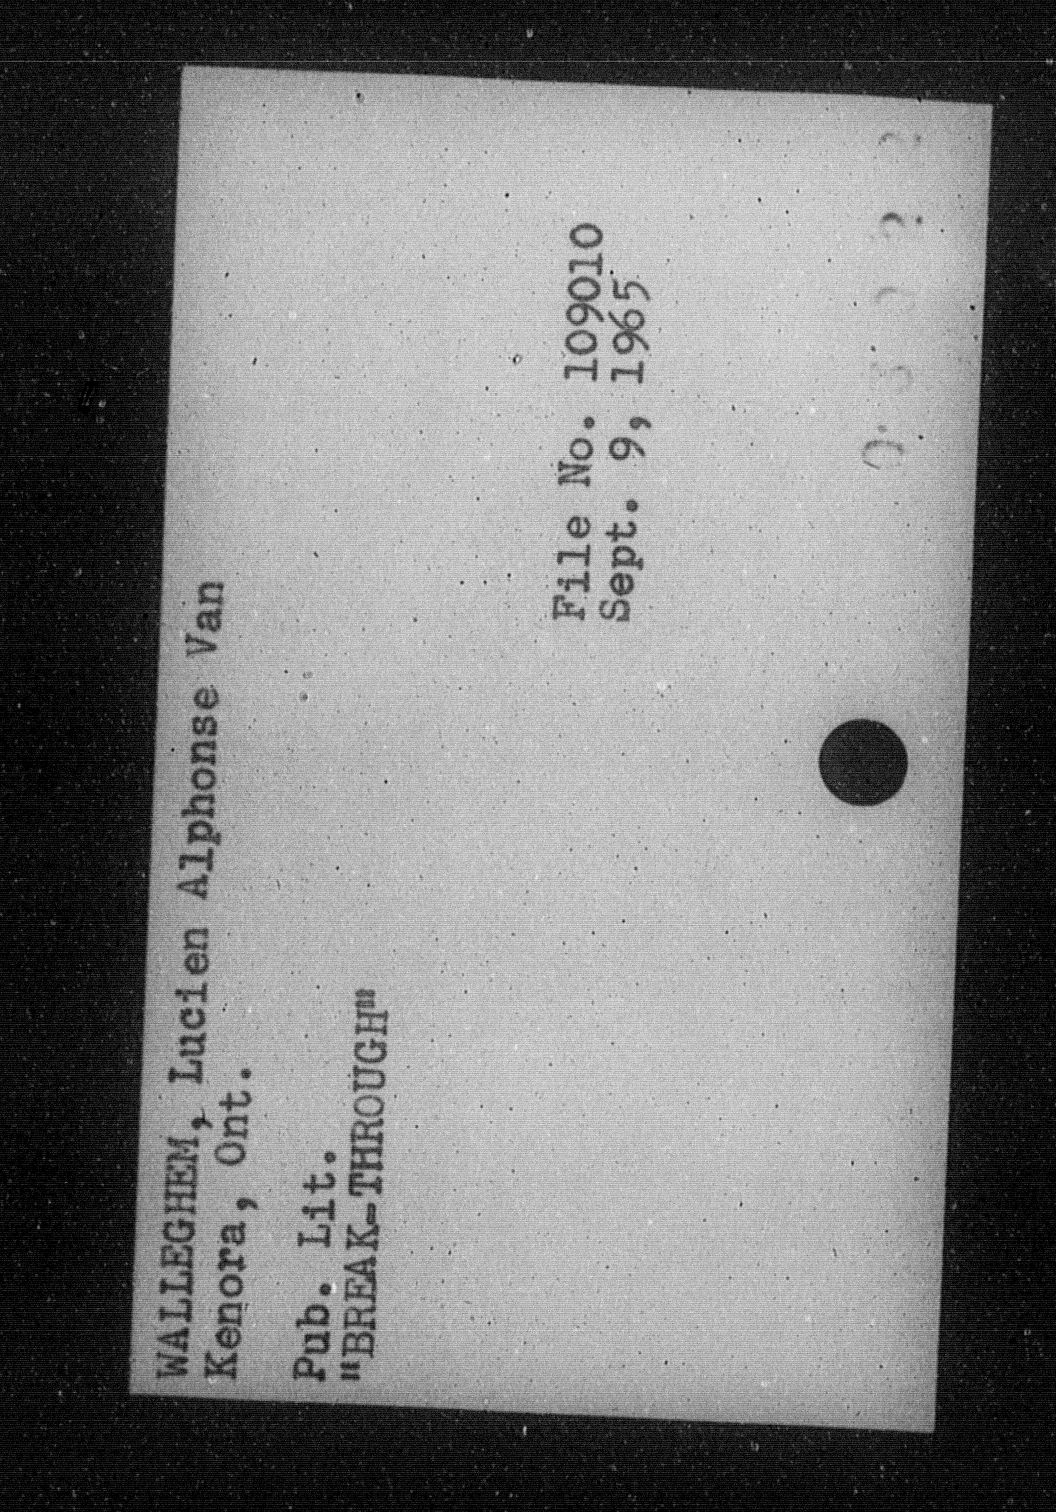 WALLEGHEM, Lucien Alphonse Van
Kenora, Ont.
Pub. Lit.
"BREAK-THROUGH"
File No. 109010
Sept. 9, 1965